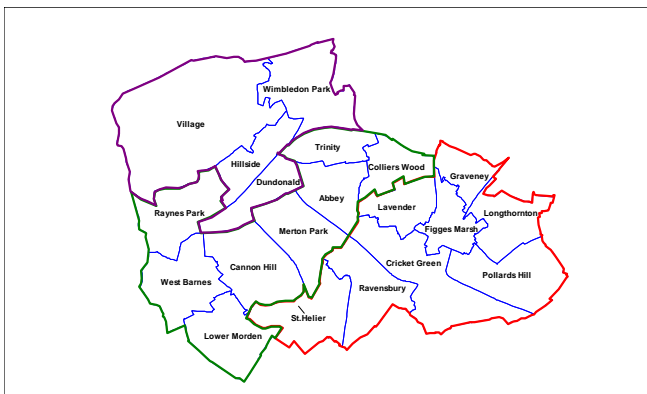 Wimbledon Park
Village
Trinity
Hillside
Colliers Wood
Graveney
Dundonald
Abbey
Lavender
Raynes Park
Longthornton
Merton Park
Figges Marsh
Cricket Green
Cannon Hill
Pollards Hill
West Barnes
Ravensbury
St.Helier
Lower Morden